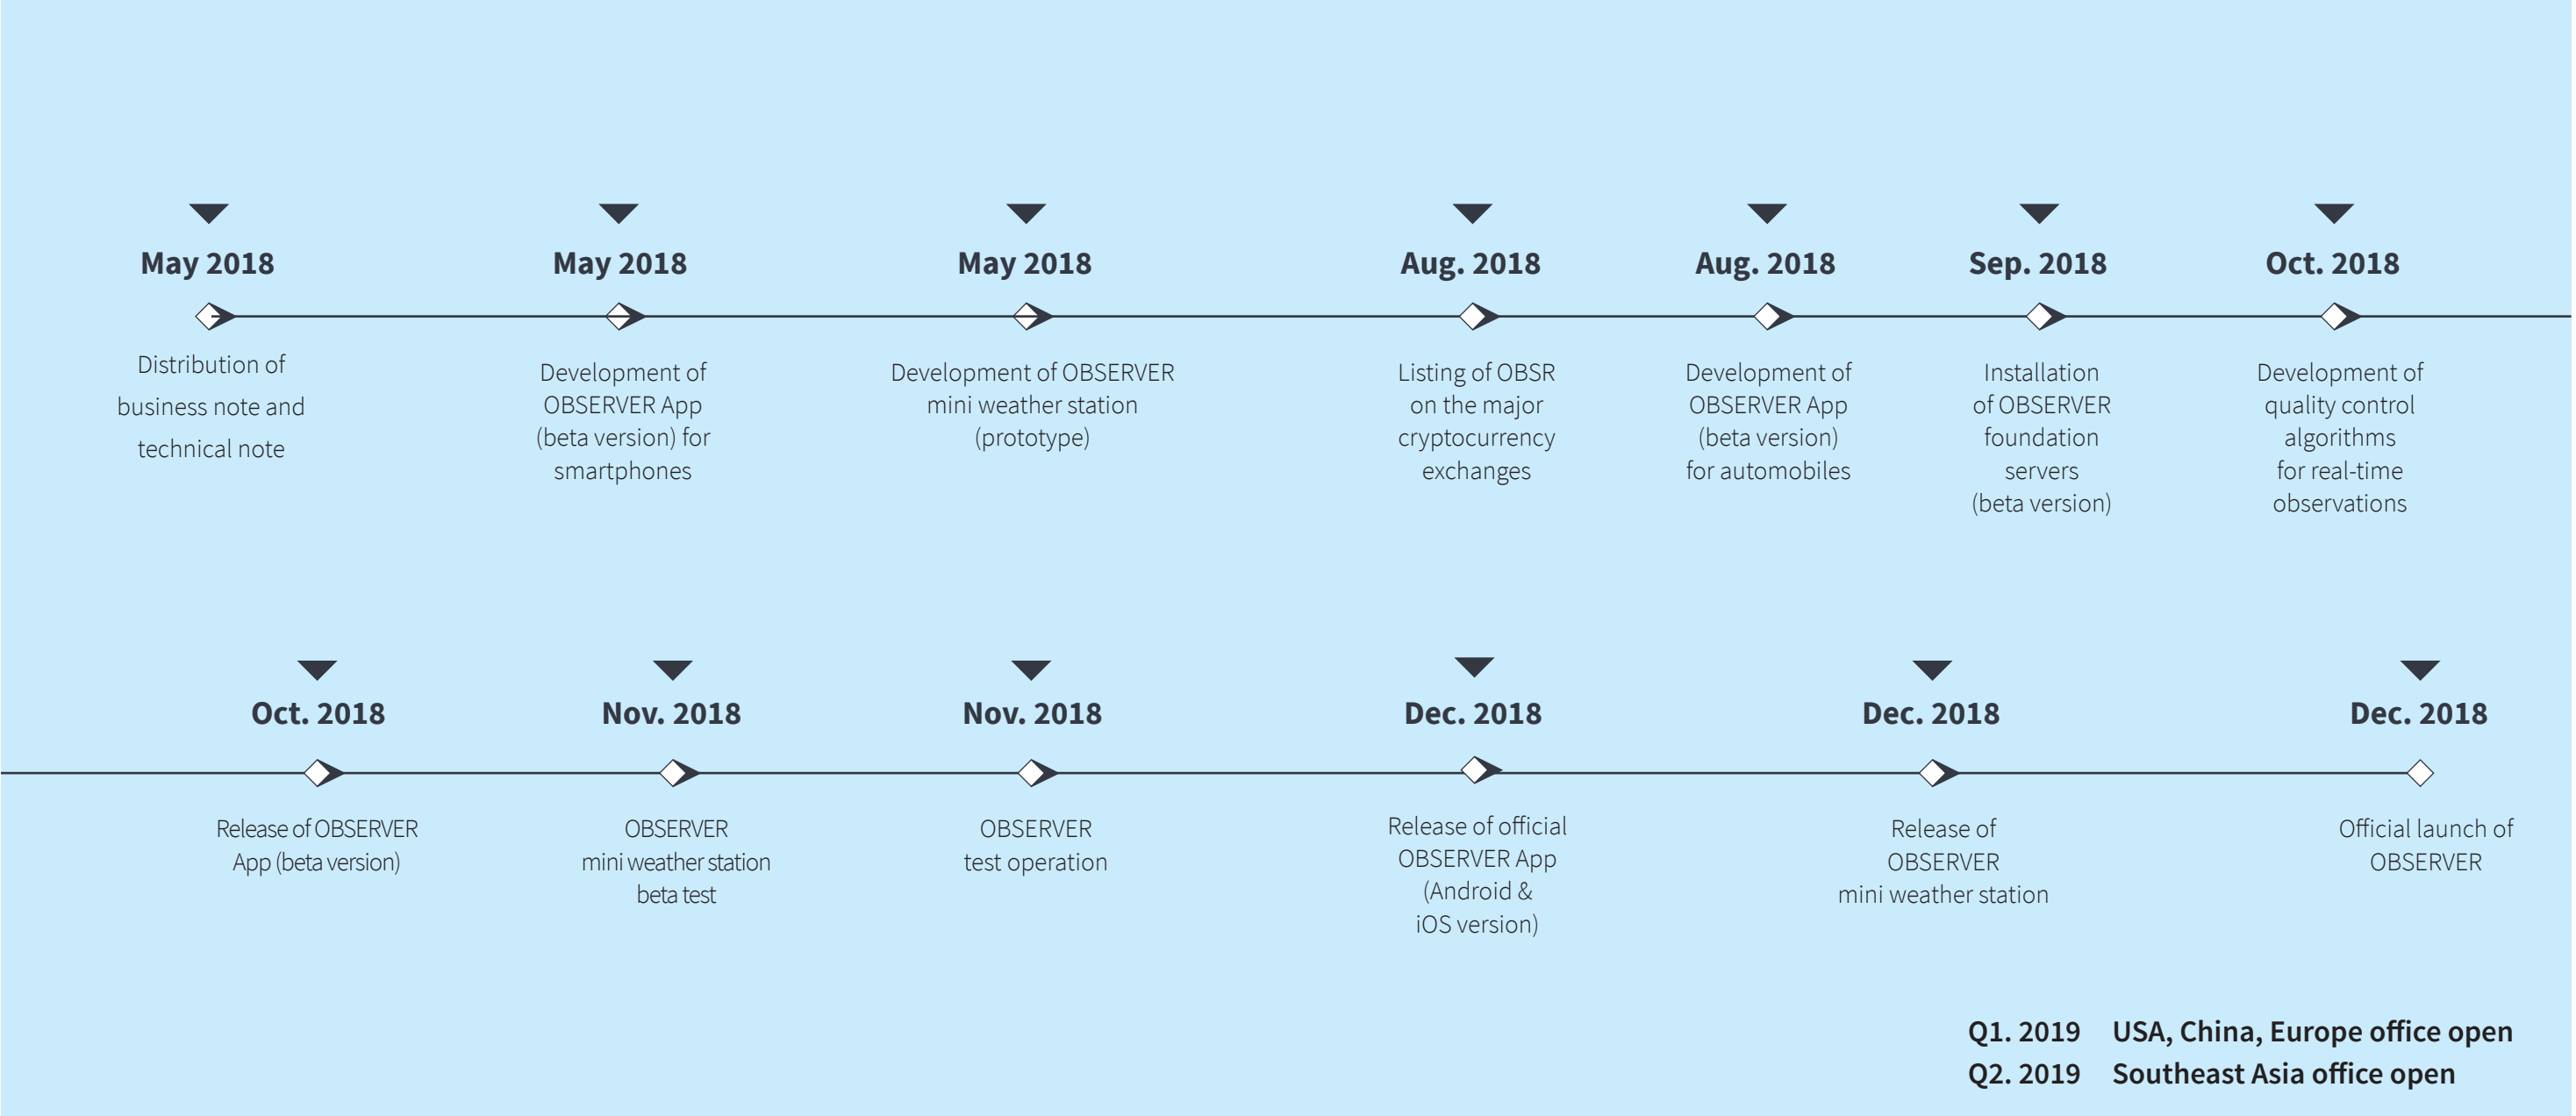 May 2018
Distribution of
business note and
technical note
May 2018
Development of
OBSERVER App
(beta version) for
smartphones
May 2018
Development of OBSERVER
mini weather station
(prototype)
Aug. 2018
Listing of OBSR
on the major
cryptocurrency
exchanges
Aug. 2018
Development of
OBSERVER App
(beta version)
for automobiles
Sep. 2018
Installation
of OBSERVER
foundation
servers
(beta version)
Oct. 2018
Development of
quality control
algorithms
for real-time
observations
Oct. 2018
Release of OBSERVER
App (beta version)
Nov. 2018
OBSERVER
mini weather station
beta test
Nov. 2018
OBSERVER
test operation
Dec. 2018
Release of official
OBSERVER App
(Android &
iOS version)
Dec. 2018
Release of
OBSERVER
mini weather station
Dec. 2018
Official launch of
OBSERVER
Q1. 2019 USA, China, Europe office open
Q2. 2019 Southeast Asia office open